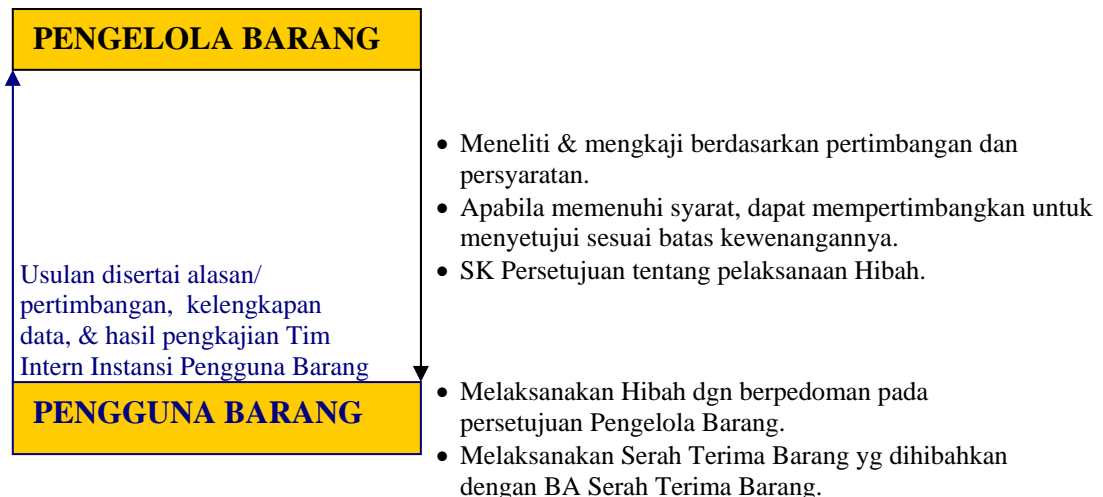 PENGELOLA BARANG
• Meneliti & mengkaji berdasarkan pertimbangan dan
persyaratan.
• Apabila memenuhi syarat, dapat mempertimbangkan untuk
menyetujui sesuai batas kewenangannya.
• SK Persetujuan tentang pelaksanaan Hibah.
Usulan disertai alasan/
pertimbangan, kelengkapan
data, & hasil pengkajian Tim
Intern Instansi Pengguna Barang
PENGGUNA BARANG
• Melaksanakan Hibah dgn berpedoman pada
persetujuan Pengelola Barang.
• Melaksanakan Serah Terima Barang yg dihibahkan
dengan BA Serah Terima Barang.